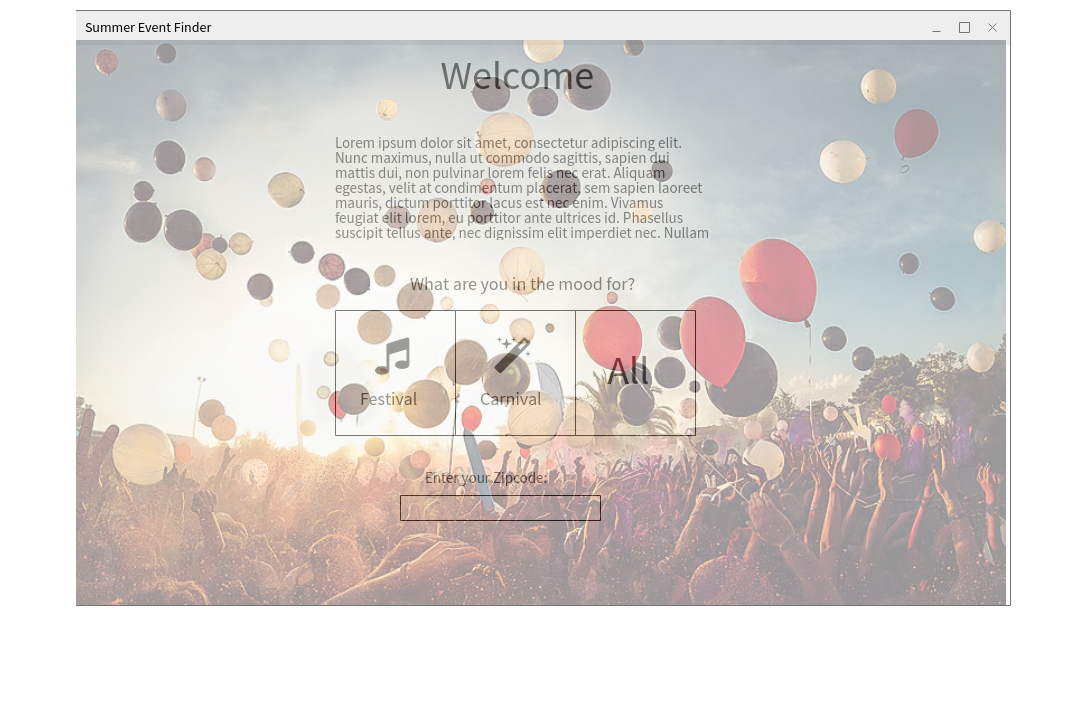 Summer Event Finder
Welcome
Lorem ipsum dolor sit amet, consectetur adipiscing elit.
Nunc maximus, nulla ut commodo sagittis, sapien dui
mattis dui, non pulvinar lorem felis nec erat. Aliquam
egestas, velit at condimentum placerat, sem sapien laoreet
mauris, dictum porttitor lacus est nec enim. Vivamus
feugiat elit lorem, eu porttitor ante ultrices id. Phasellus
suscipit tellus ante, nec dignissim elit imperdiet nec. Nullam
What are you in the mood for?
Festival
Carnival
All
Enter your Zipcode: